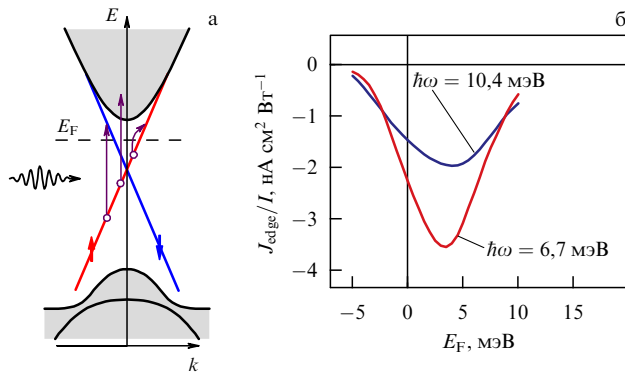 а
E
E_F
k
б
0
−1
−2
−3
−4
J_edge/I, нА см² Вт⁻¹
ħω = 10,4 мэВ
ħω = 6,7 мэВ
−5 0 5 10 15
E_F, мэВ